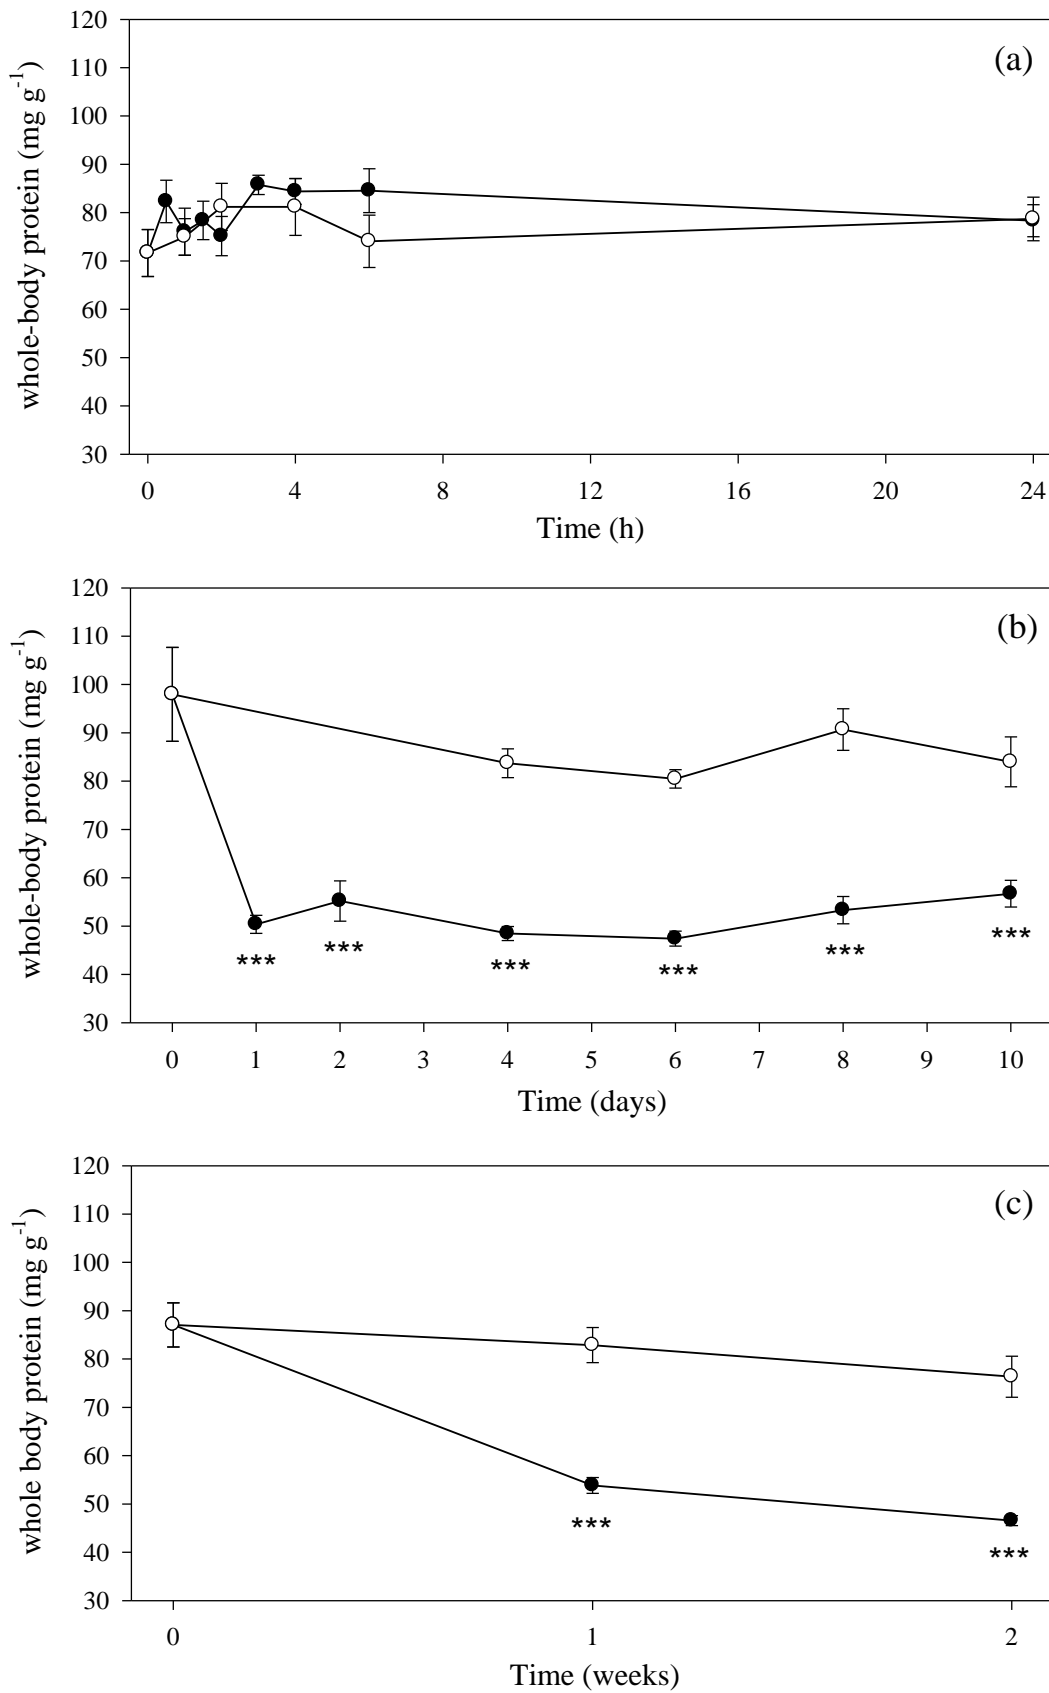 120
(a)
110
100
90
80
70
60
50
40
30
whole-body protein (mg g-1)
0 4 8 12 16 20 24
Time (h)
120
(b)
110
100
90
80
70
60
50
40
30
whole-body protein (mg g-1)
*** *** *** *** *** ***
0 1 2 3 4 5 6 7 8 9 10
Time (days)
120
(c)
110
100
90
80
70
60
50
40
30
whole body protein (mg g-1)
*** ***
0 1 2
Time (weeks)